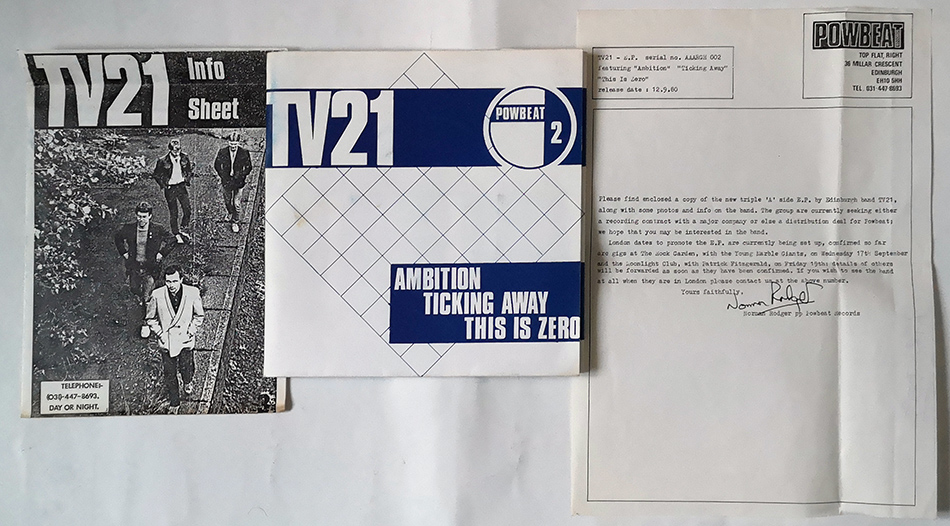 TV21
Info
Sheet
TELEPHONE:-
(031)-447-8693.
DAY OR NIGHT.
TV21
POWBEAT
2
AMBITION
TICKING AWAY
THIS IS ZERO
TV21 - E.P. serial no. AAARGH 002
featuring "Ambition" "Ticking Away"
"This Is Zero"
release date : 12.9.80
POWBEAT
TOP FLAT, RIGHT
36 MILLAR CRESCENT
EDINBURGH
EH10 5HH
TEL. 031-447-8693
Please find enclosed a copy of the new triple 'A' side E.P. by Edinburgh band TV21,
along with some photos and info on the band. The group are currently seeking either
a recording contract with a major company or else a distribution deal for Powbeat;
we hope that you may be interested in the band.
London dates to promote the E.P. are currently being set up, confirmed so far
are gigs at The Rock Garden, with the Young Marble Giants, on Wednesday 17th September
and the Moonlight Club, with Patrick Fitzgerald, on Friday 19th; details of others
will be forwarded as soon as they have been confirmed. If you wish to see the band
at all when they are in London please contact us at the above number.
Yours faithfully,
Norman Rodger
Norman Rodger pp Powbeat Records